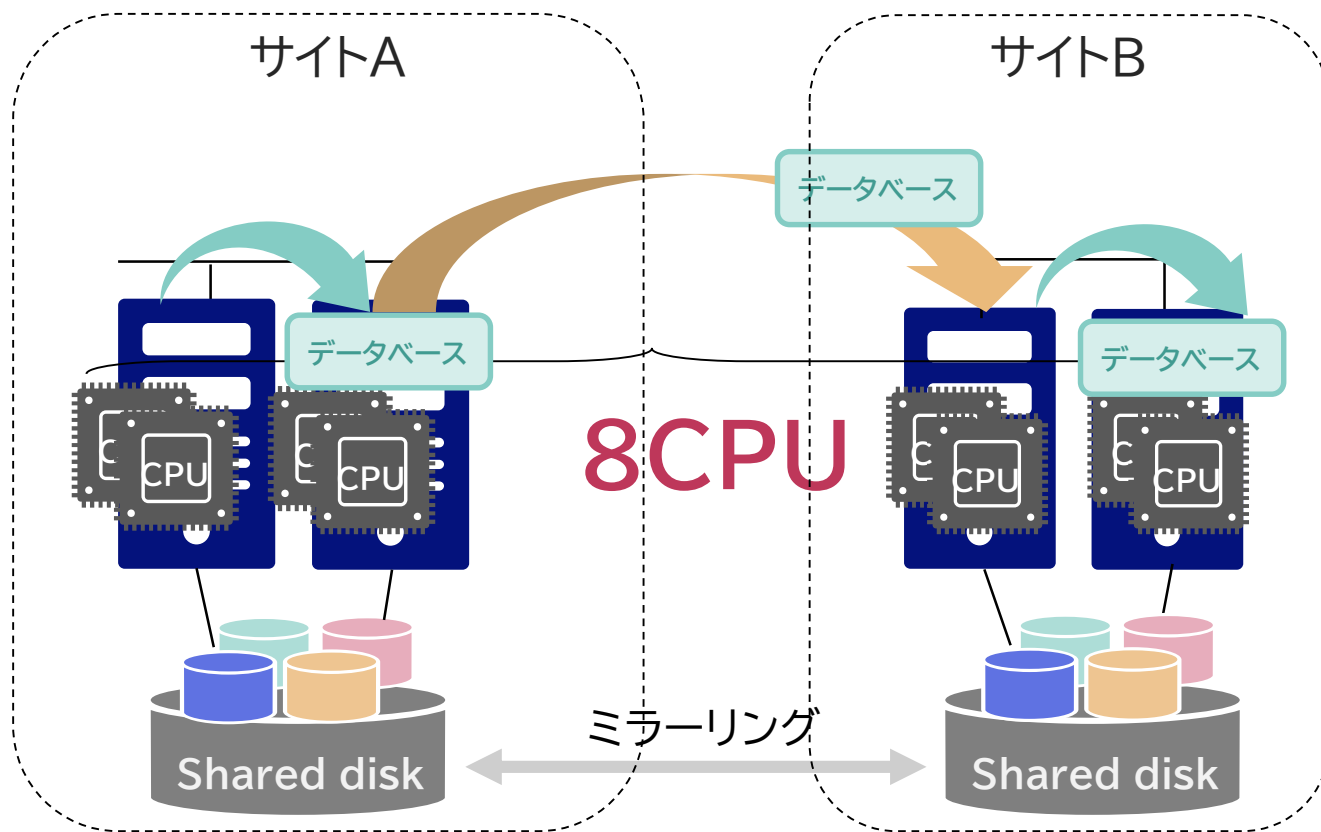 サイトA
サイトB
データベース
データベース
データベース
8CPU
C
CPU
C
CPU
C
CPU
C
CPU
ミラーリング
Shared disk
Shared disk